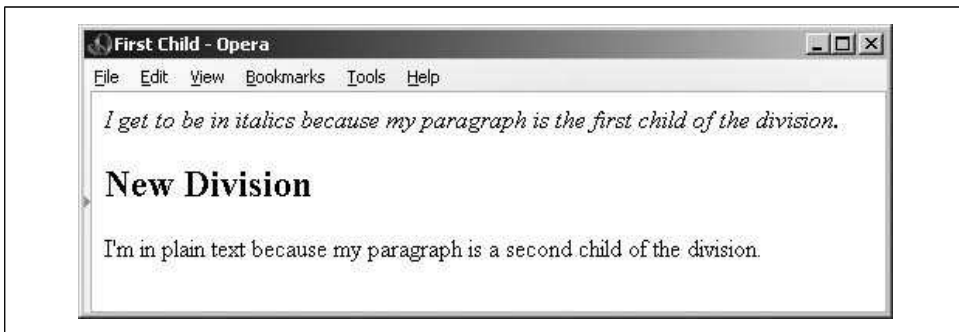 First Child - Opera
File Edit View Bookmarks Tools Help
I get to be in italics because my paragraph is the first child of the division.
New Division
I'm in plain text because my paragraph is a second child of the division.